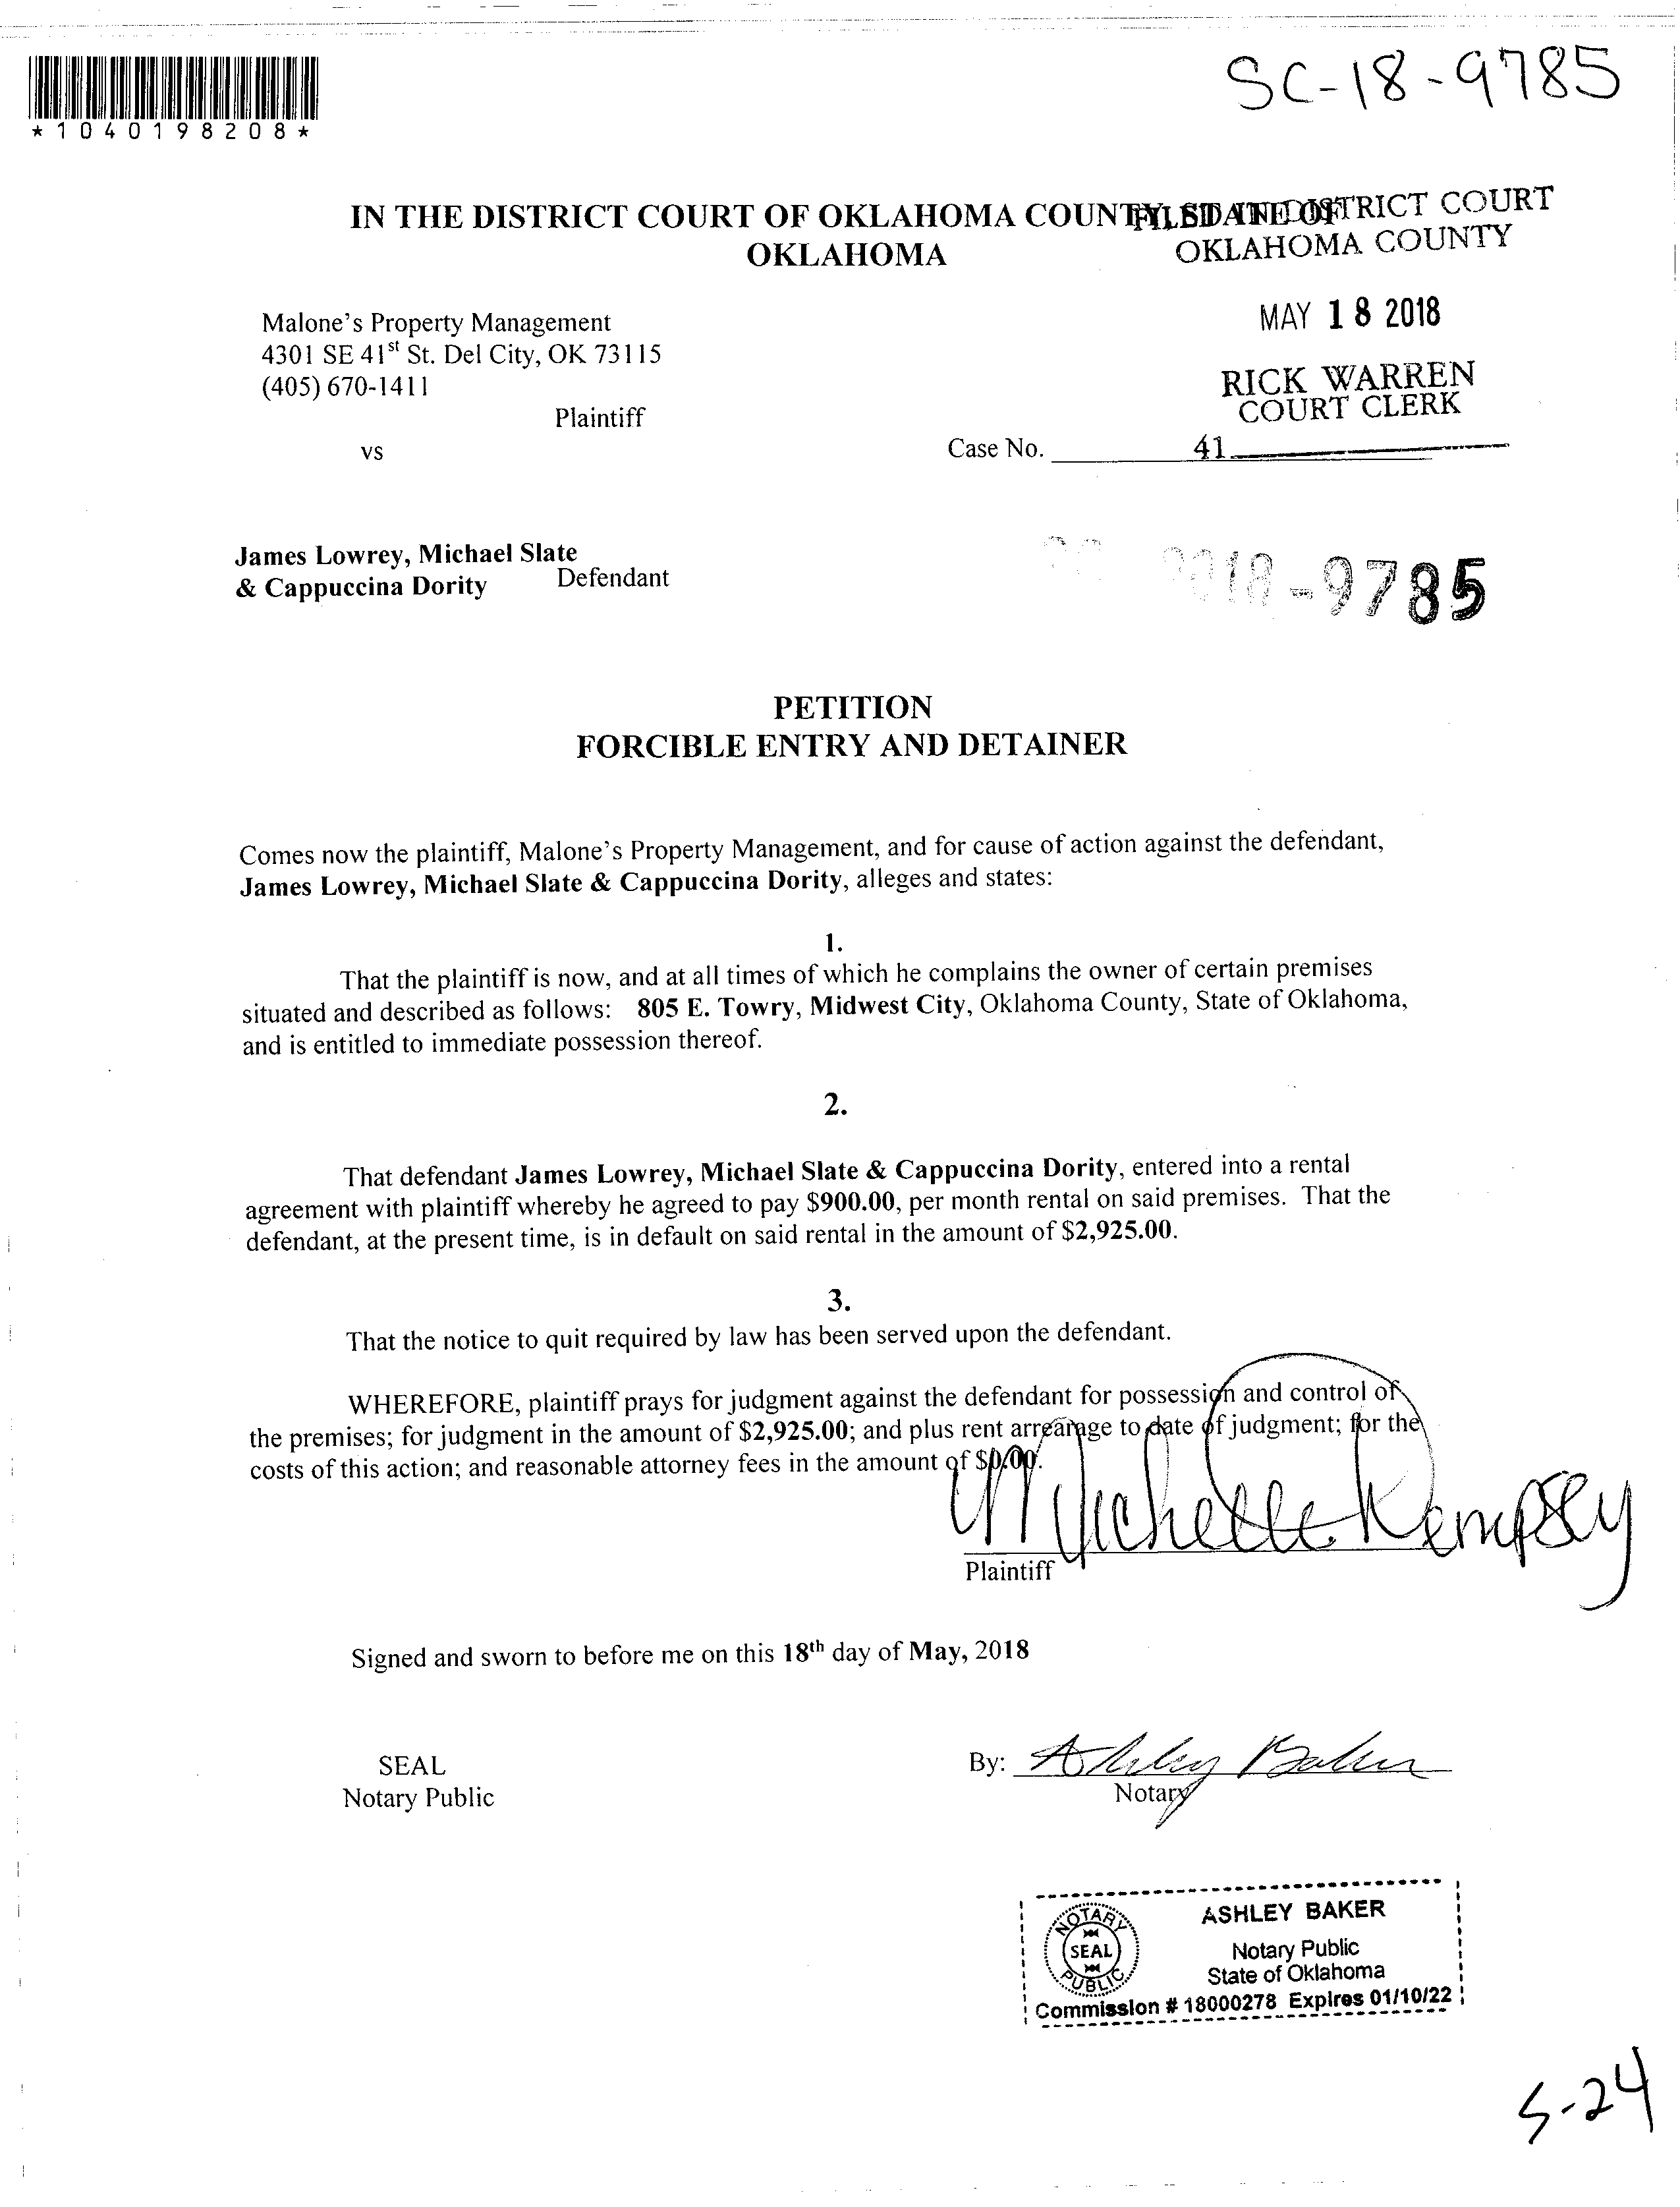 SC-18-9785
*1040198208*
IN THE DISTRICT COURT OF OKLAHOMA COUNTY, STATE OF
OKLAHOMA
FILED IN DISTRICT COURT
OKLAHOMA COUNTY
MAY 18 2018
RICK WARREN
COURT CLERK
41
Malone's Property Management
4301 SE 41st St. Del City, OK 73115
(405) 670-1411
Plaintiff
vs
Case No.
James Lowrey, Michael Slate
& Cappuccina Dority Defendant
2018-9785
PETITION
FORCIBLE ENTRY AND DETAINER
Comes now the plaintiff, Malone's Property Management, and for cause of action against the defendant,
James Lowrey, Michael Slate & Cappuccina Dority, alleges and states:
1.
That the plaintiff is now, and at all times of which he complains the owner of certain premises
situated and described as follows: 805 E. Towry, Midwest City, Oklahoma County, State of Oklahoma,
and is entitled to immediate possession thereof.
2.
That defendant James Lowrey, Michael Slate & Cappuccina Dority, entered into a rental
agreement with plaintiff whereby he agreed to pay $900.00, per month rental on said premises. That the
defendant, at the present time, is in default on said rental in the amount of $2,925.00.
3.
That the notice to quit required by law has been served upon the defendant.
WHEREFORE, plaintiff prays for judgment against the defendant for possession and control of
the premises; for judgment in the amount of $2,925.00; and plus rent arrearage to date of judgment; for the
costs of this action; and reasonable attorney fees in the amount of $0.00.
Michelle Kempsey
Plaintiff
Signed and sworn to before me on this 18th day of May, 2018
SEAL
Notary Public
By: Ashley Baker
Notary
NOTARY
SEAL
PUBLIC
ASHLEY BAKER
Notary Public
State of Oklahoma
Commission # 18000278 Expires 01/10/22
5-24